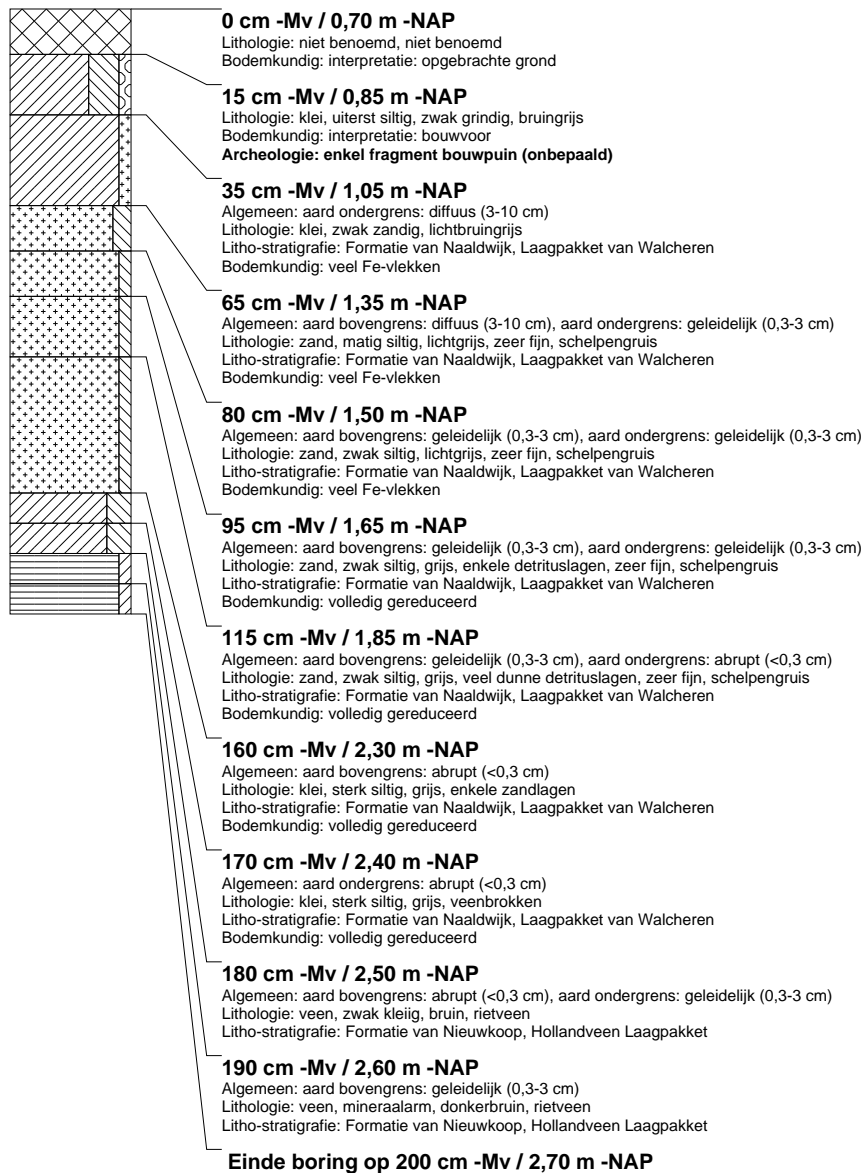 0 cm -Mv / 0,70 m -NAP
Lithologie: niet benoemd, niet benoemd
Bodemkundig: interpretatie: opgebrachte grond
15 cm -Mv / 0,85 m -NAP
Lithologie: klei, uiterst siltig, zwak grindig, bruingrijs
Bodemkundig: interpretatie: bouwvoor
Archeologie: enkel fragment bouwpuin (onbepaald)
35 cm -Mv / 1,05 m -NAP
Algemeen: aard ondergrens: diffuus (3-10 cm)
Lithologie: klei, zwak zandig, lichtbruingrijs
Litho-stratigrafie: Formatie van Naaldwijk, Laagpakket van Walcheren
Bodemkundig: veel Fe-vlekken
65 cm -Mv / 1,35 m -NAP
Algemeen: aard bovengrens: diffuus (3-10 cm), aard ondergrens: geleidelijk (0,3-3 cm)
Lithologie: zand, matig siltig, lichtgrijs, zeer fijn, schelpengruis
Litho-stratigrafie: Formatie van Naaldwijk, Laagpakket van Walcheren
Bodemkundig: veel Fe-vlekken
80 cm -Mv / 1,50 m -NAP
Algemeen: aard bovengrens: geleidelijk (0,3-3 cm), aard ondergrens: geleidelijk (0,3-3 cm)
Lithologie: zand, zwak siltig, lichtgrijs, zeer fijn, schelpengruis
Litho-stratigrafie: Formatie van Naaldwijk, Laagpakket van Walcheren
Bodemkundig: veel Fe-vlekken
95 cm -Mv / 1,65 m -NAP
Algemeen: aard bovengrens: geleidelijk (0,3-3 cm), aard ondergrens: geleidelijk (0,3-3 cm)
Lithologie: zand, zwak siltig, grijs, enkele detrituslagen, zeer fijn, schelpengruis
Litho-stratigrafie: Formatie van Naaldwijk, Laagpakket van Walcheren
Bodemkundig: volledig gereduceerd
115 cm -Mv / 1,85 m -NAP
Algemeen: aard bovengrens: geleidelijk (0,3-3 cm), aard ondergrens: abrupt (<0,3 cm)
Lithologie: zand, zwak siltig, grijs, veel dunne detrituslagen, zeer fijn, schelpengruis
Litho-stratigrafie: Formatie van Naaldwijk, Laagpakket van Walcheren
Bodemkundig: volledig gereduceerd
160 cm -Mv / 2,30 m -NAP
Algemeen: aard bovengrens: abrupt (<0,3 cm)
Lithologie: klei, sterk siltig, grijs, enkele zandlagen
Litho-stratigrafie: Formatie van Naaldwijk, Laagpakket van Walcheren
Bodemkundig: volledig gereduceerd
170 cm -Mv / 2,40 m -NAP
Algemeen: aard ondergrens: abrupt (<0,3 cm)
Lithologie: klei, sterk siltig, grijs, veenbrokken
Litho-stratigrafie: Formatie van Naaldwijk, Laagpakket van Walcheren
Bodemkundig: volledig gereduceerd
180 cm -Mv / 2,50 m -NAP
Algemeen: aard bovengrens: abrupt (<0,3 cm), aard ondergrens: geleidelijk (0,3-3 cm)
Lithologie: veen, zwak kleiig, bruin, rietveen
Litho-stratigrafie: Formatie van Nieuwkoop, Hollandveen Laagpakket
190 cm -Mv / 2,60 m -NAP
Algemeen: aard bovengrens: geleidelijk (0,3-3 cm)
Lithologie: veen, mineraalarm, donkerbruin, rietveen
Litho-stratigrafie: Formatie van Nieuwkoop, Hollandveen Laagpakket
Einde boring op 200 cm -Mv / 2,70 m -NAP